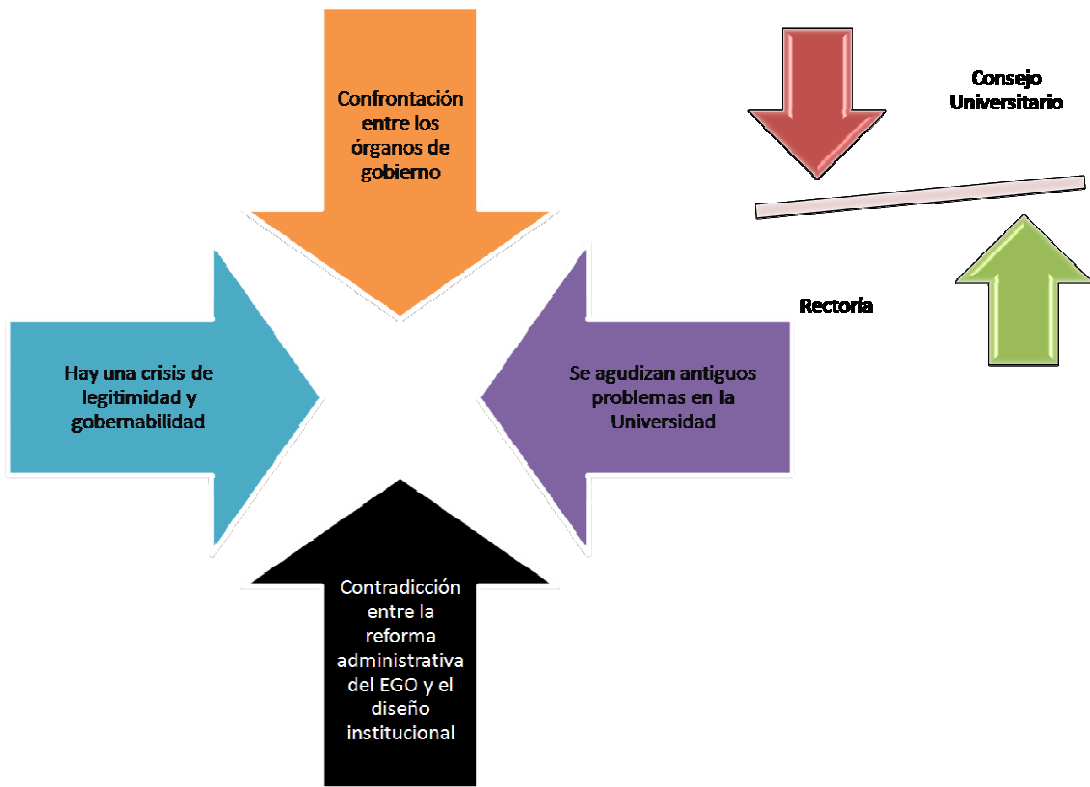 Confrontación
entre los
órganos de
gobierno
Consejo
Universitario
Rectoría
Hay una crisis de
legitimidad y
gobernabilidad
Se agudizan antiguos
problemas en la
Universidad
Contradicción
entre la
reforma
administrativa
del EGO y el
diseño
institucional